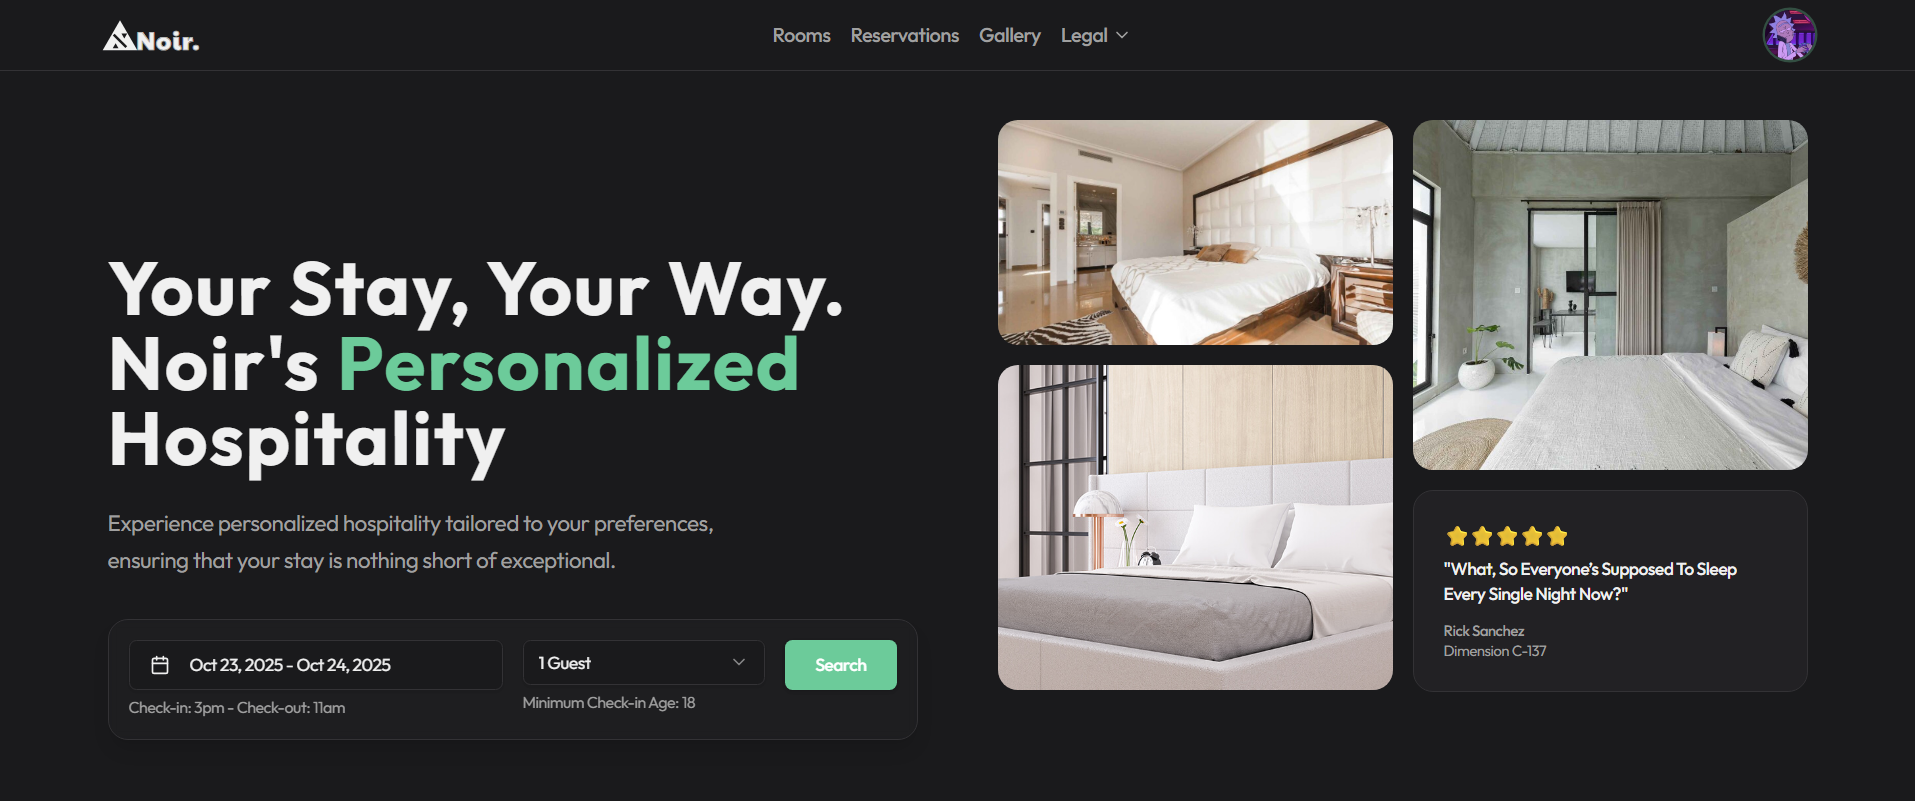 Noir.
Rooms
Reservations
Gallery
Legal
Your Stay, Your Way.
Noir's Personalized
Hospitality
Experience personalized hospitality tailored to your preferences,
ensuring that your stay is nothing short of exceptional.
Oct 23, 2025 - Oct 24, 2025
Check-in: 3pm - Check-out: 11am
1 Guest
Minimum Check-in Age: 18
Search
"What, So Everyone’s Supposed To Sleep
Every Single Night Now?"
Rick Sanchez
Dimension C-137